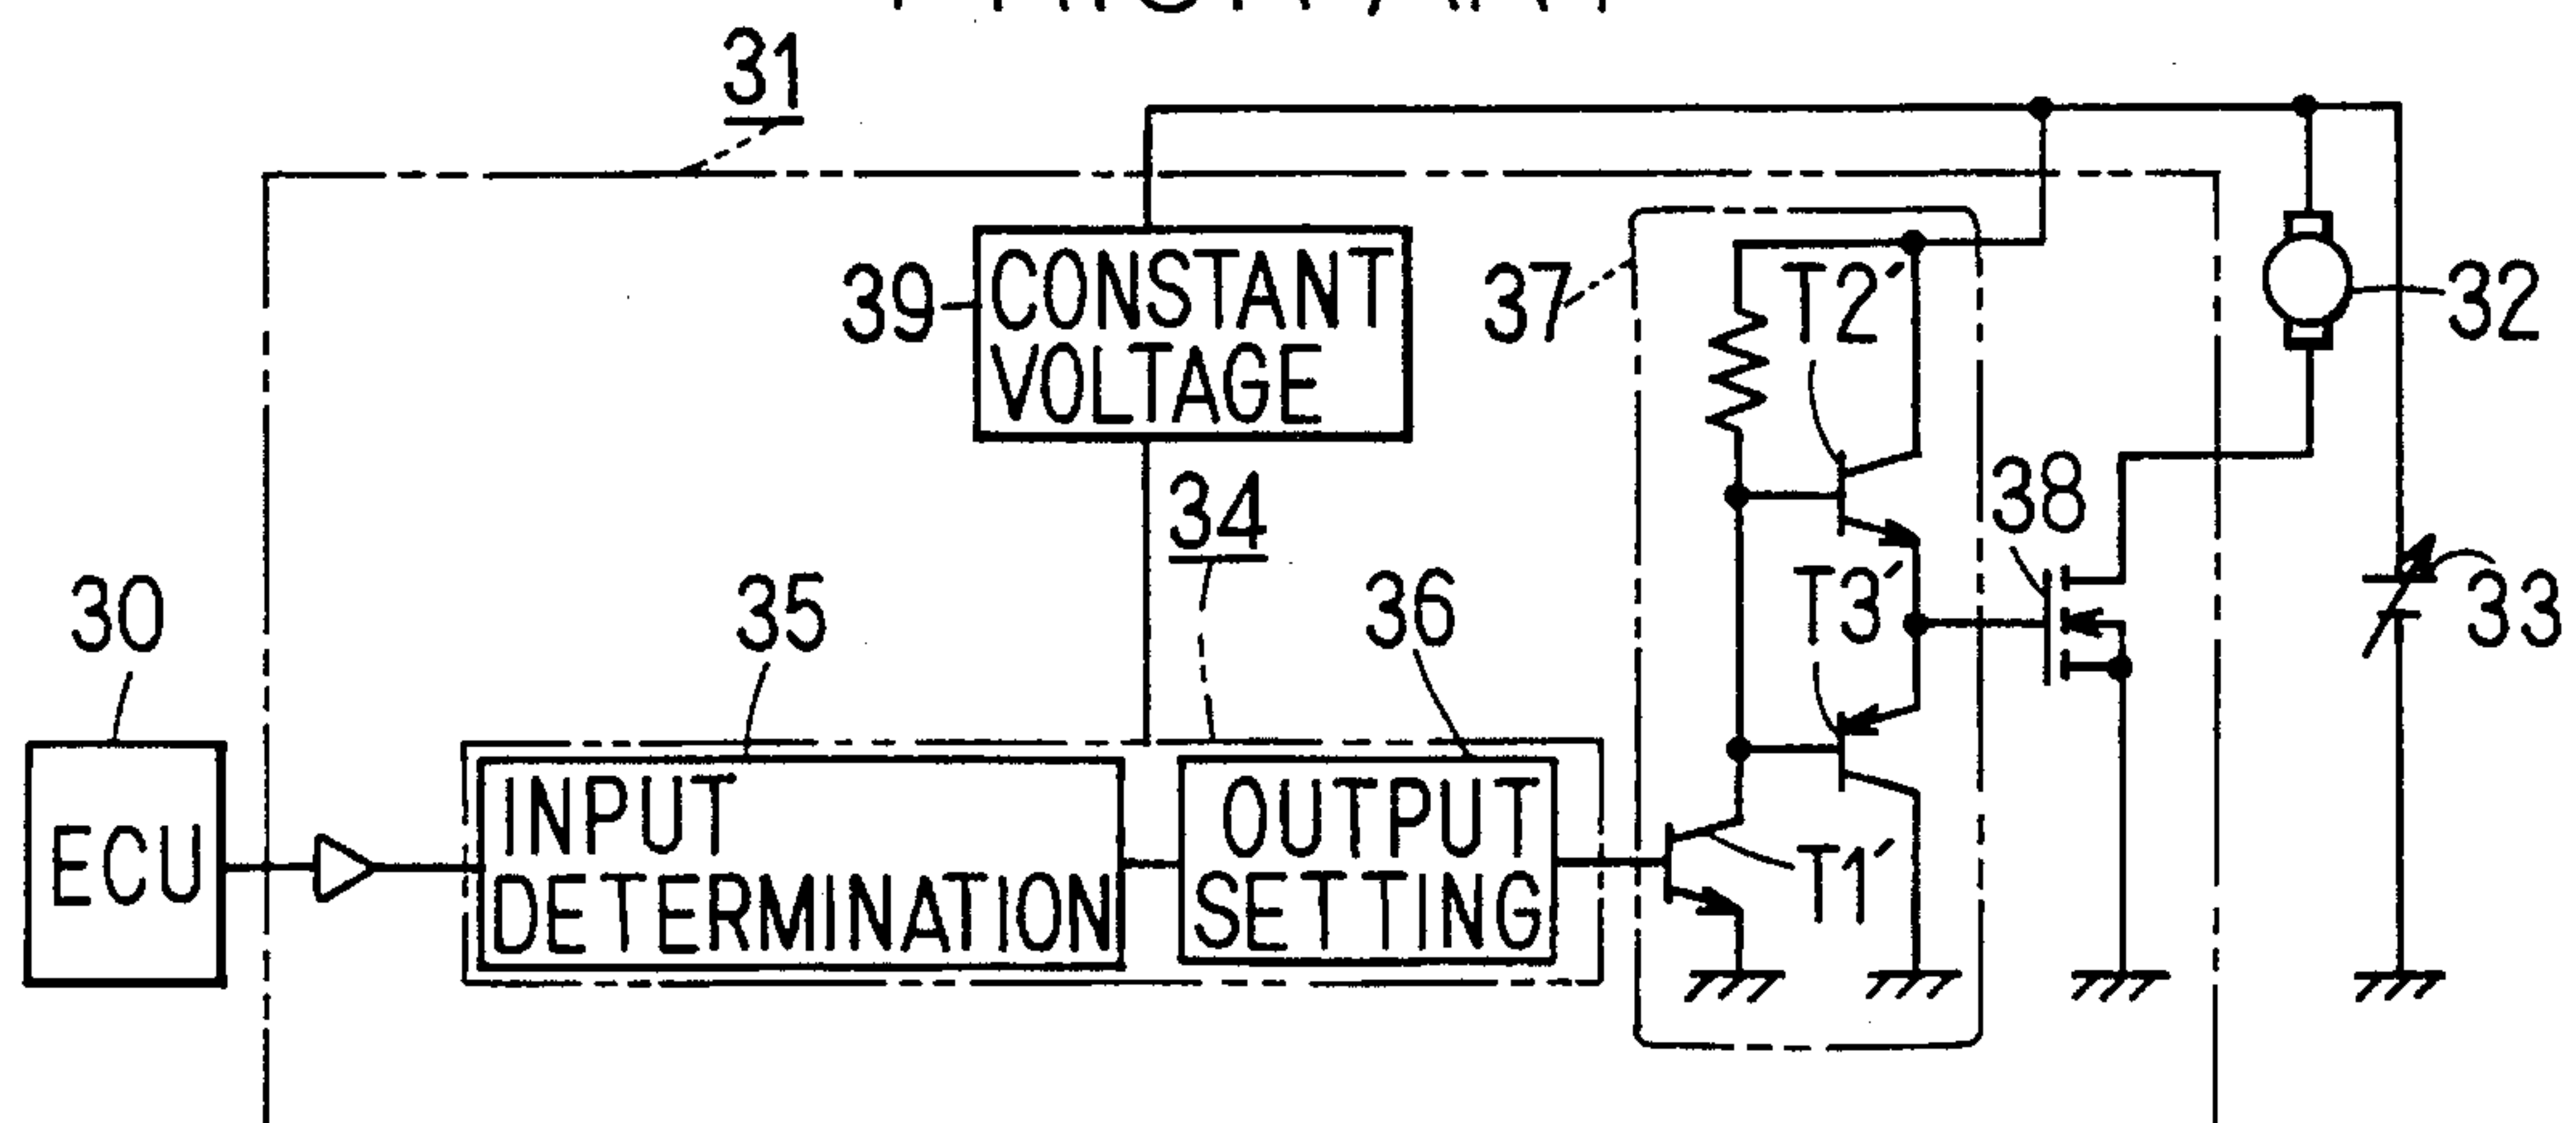 31
39
CONSTANT
VOLTAGE
37
T2′
32
34
38
30
35
36
T3′
33
ECU
INPUT
DETERMINATION
OUTPUT
SETTING
T1′